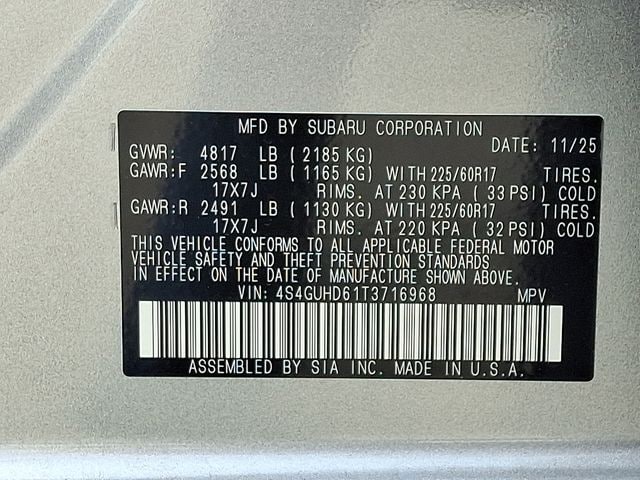 MFD BY SUBARU CORPORATION
DATE: 11/25
GVWR: 4817 LB ( 2185 KG)
GAWR:F 2568 LB ( 1165 KG) WITH 225/60R17 TIRES.
17X7J RIMS. AT 230 KPA ( 33 PSI) COLD
GAWR:R 2491 LB ( 1130 KG) WITH 225/60R17 TIRES.
17X7J RIMS. AT 220 KPA ( 32 PSI) COLD
THIS VEHICLE CONFORMS TO ALL APPLICABLE FEDERAL MOTOR
VEHICLE SAFETY AND THEFT PREVENTION STANDARDS
IN EFFECT ON THE DATE OF MANUFACTURE SHOWN ABOVE.
VIN: 4S4GUHD61T3716968 MPV
ASSEMBLED BY SIA INC. MADE IN U.S.A.